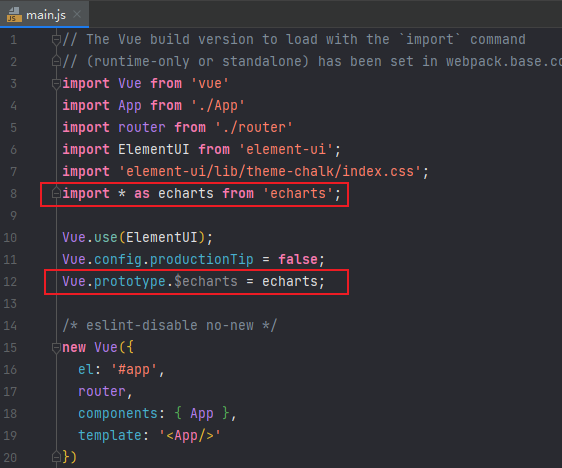 main.js
1 // The Vue build version to load with the `import` command
2 // (runtime-only or standalone) has been set in webpack.base.co
3 import Vue from 'vue'
4 import App from './App'
5 import router from './router'
6 import ElementUI from 'element-ui';
7 import 'element-ui/lib/theme-chalk/index.css';
8 import * as echarts from 'echarts';
9
10 Vue.use(ElementUI);
11 Vue.config.productionTip = false;
12 Vue.prototype.$echarts = echarts;
13
14 /* eslint-disable no-new */
15 new Vue({
16   el: '#app',
17   router,
18   components: { App },
19   template: '<App/>'
20 })